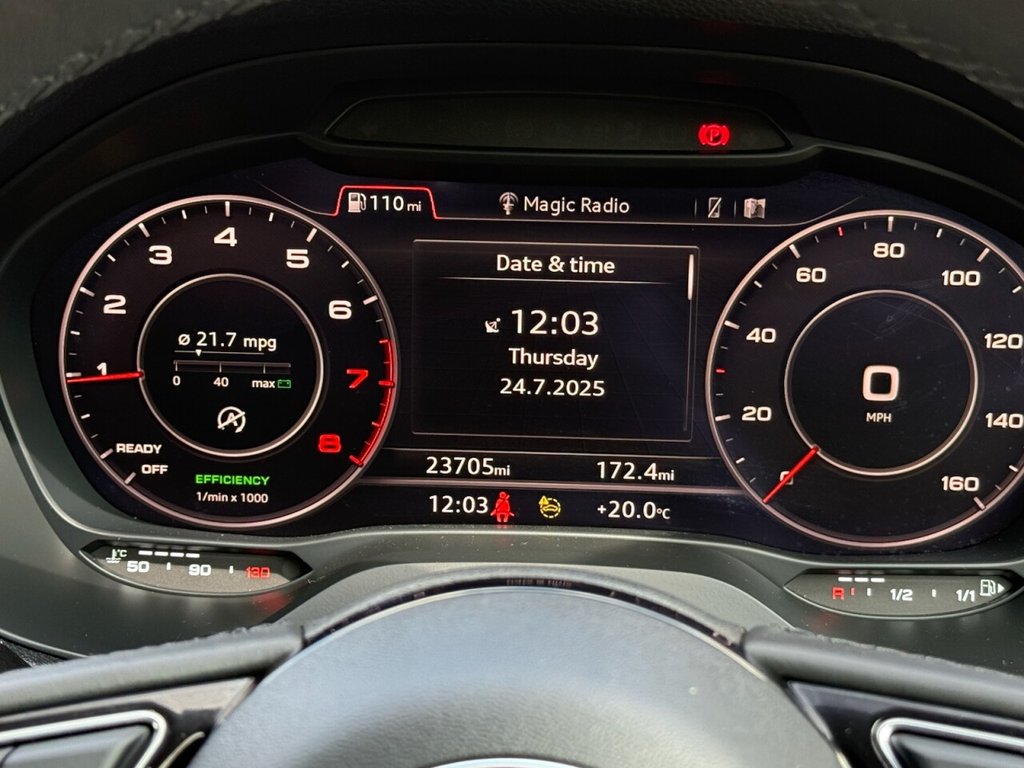 P
110 mi
Magic Radio
Date & time
12:03
Thursday
24.7.2025
1 2 3 4 5 6 7 8
ø 21.7 mpg
0 40 max
A
READY
OFF
EFFICIENCY
1/min x 1000
0 20 40 60 80 100 120 140 160
0
MPH
23705mi 172.4mi
12:03 +20.0°C
°C
50 90 130
R 1/2 1/1